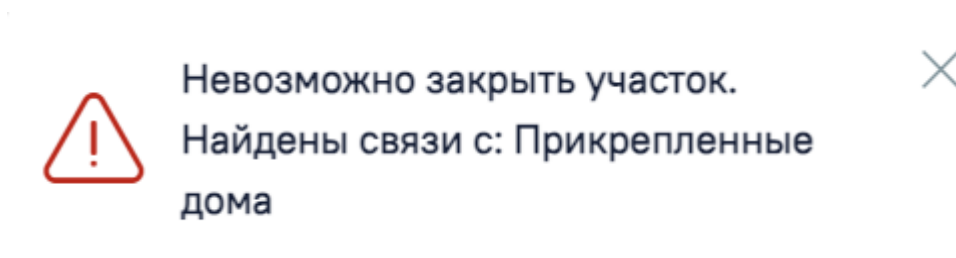 Невозможно закрыть участок.
Найдены связи с: Прикрепленные
дома